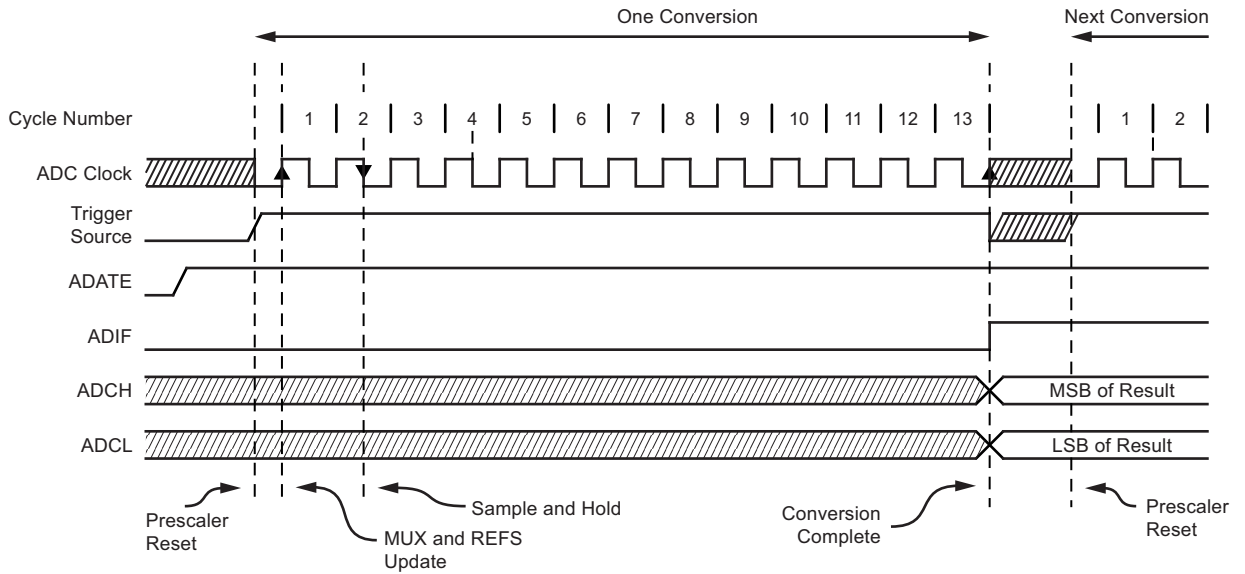 One Conversion
Next Conversion
Cycle Number
1 2 3 4 5 6 7 8 9 10 11 12 13 1 2
ADC Clock
Trigger
Source
ADATE
ADIF
ADCH
MSB of Result
ADCL
LSB of Result
Prescaler
Reset
MUX and REFS
Update
Sample and Hold
Conversion
Complete
Prescaler
Reset